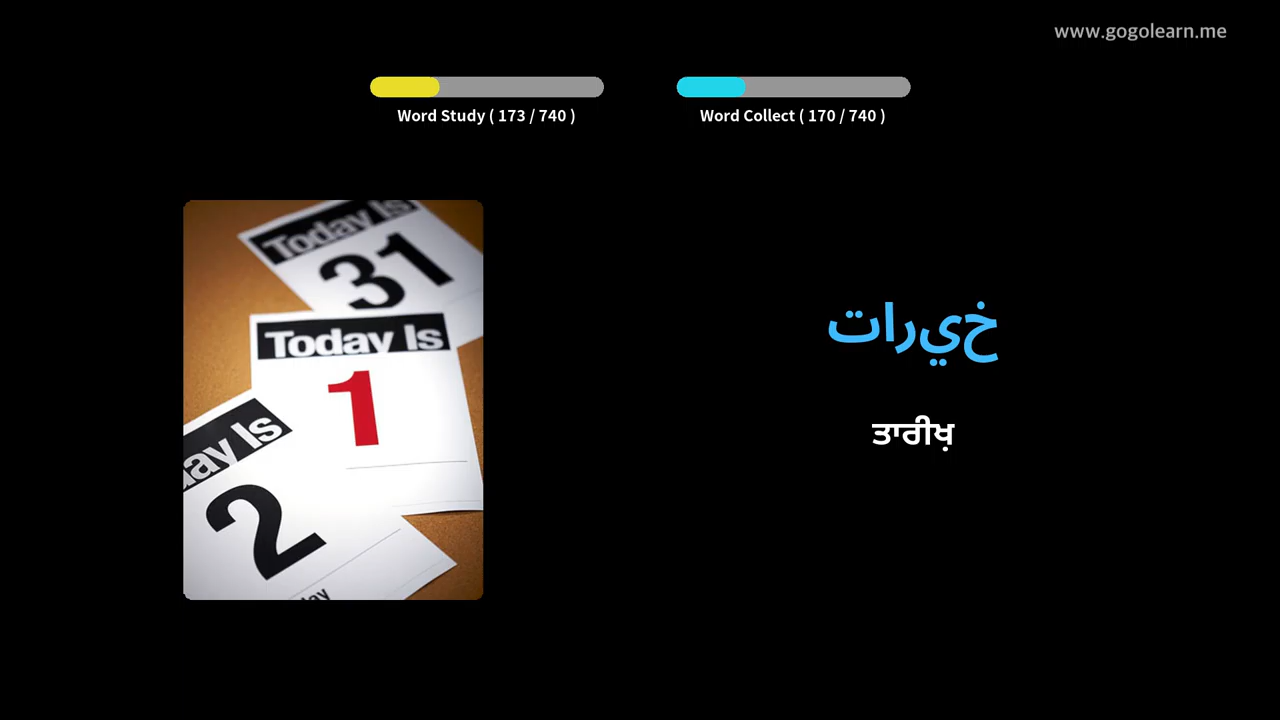 www.gogolearn.me
Word Study ( 173 / 740 )
Word Collect ( 170 / 740 )
Today Is
31
Today Is
1
ay Is
2
خيرات
ਤਾਰੀਖ਼